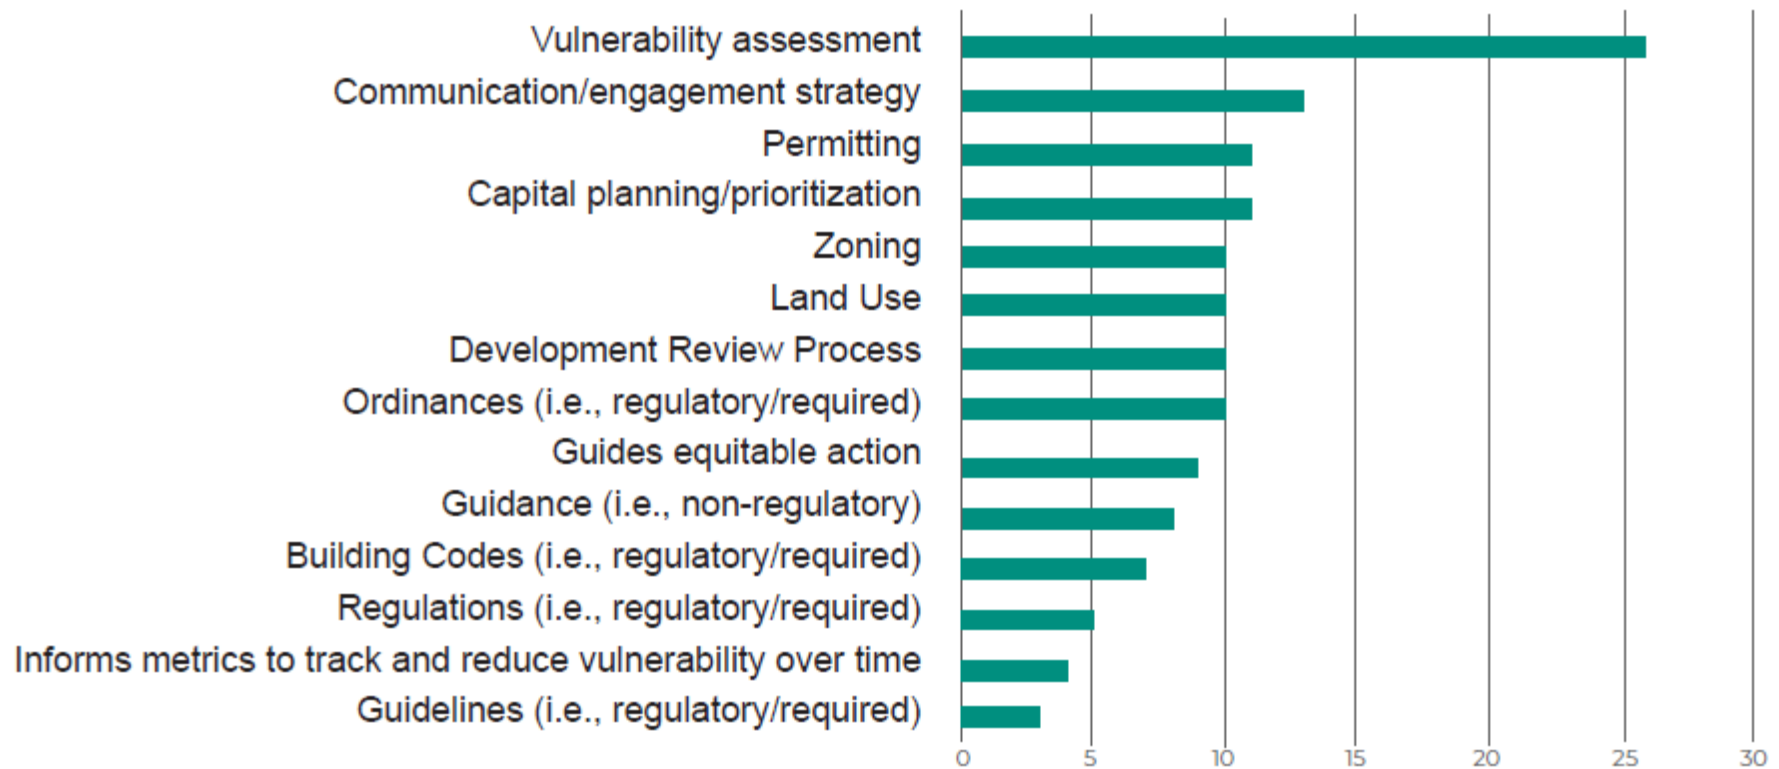 Vulnerability assessment
Communication/engagement strategy
Permitting
Capital planning/prioritization
Zoning
Land Use
Development Review Process
Ordinances (i.e., regulatory/required)
Guides equitable action
Guidance (i.e., non-regulatory)
Building Codes (i.e., regulatory/required)
Regulations (i.e., regulatory/required)
Informs metrics to track and reduce vulnerability over time
Guidelines (i.e., regulatory/required)
0 5 10 15 20 25 30